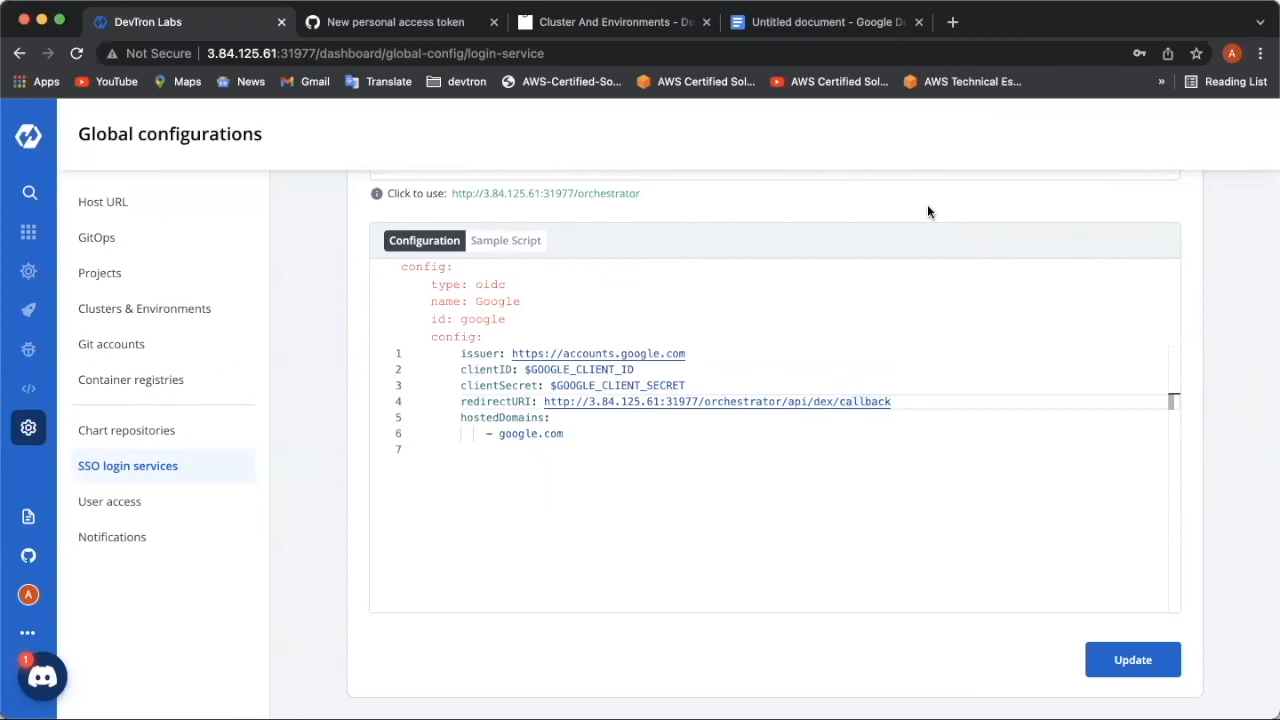 DevTron Labs
New personal access token
Cluster And Environments - De
Untitled document - Google Do
Not Secure
3.84.125.61:31977/dashboard/global-config/login-service
A
Apps
YouTube
Maps
News
Gmail
Translate
devtron
AWS-Certified-So...
AWS Certified Sol...
AWS Certified Sol...
AWS Technical Es...
»
Reading List
Global configurations
Host URL
GitOps
Projects
Clusters & Environments
Git accounts
Container registries
Chart repositories
SSO login services
User access
Notifications
A
1
Click to use: http://3.84.125.61:31977/orchestrator
Configuration
Sample Script
config:
type: oidc
name: Google
id: google
config:
1 issuer: https://accounts.google.com
2 clientID: $GOOGLE_CLIENT_ID
3 clientSecret: $GOOGLE_CLIENT_SECRET
4 redirectURI: http://3.84.125.61:31977/orchestrator/api/dex/callback
5 hostedDomains:
6 - google.com
7
Update